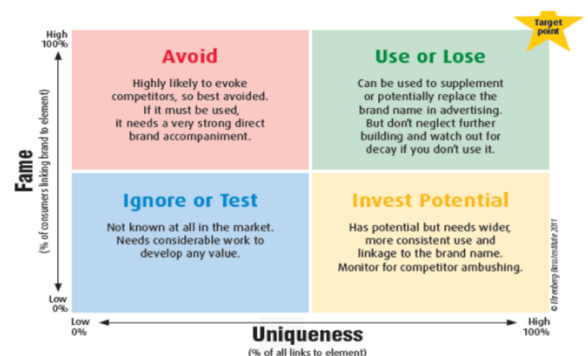 Target
point
High
100%
Avoid
Highly likely to evoke
competitors, so best avoided.
If it must be used,
it needs a very strong direct
brand accompaniment.
Use or Lose
Can be used to supplement
or potentially replace the
brand name in advertising.
But don't neglect further
building and watch out for
decay if you don't use it.
Fame
(% of consumers linking brand to element)
Ignore or Test
Not known at all in the market.
Needs considerable work to
develop any value.
Invest Potential
Has potential but needs wider,
more consistent use and
linkage to the brand name.
Monitor for competitor ambushing.
© Ehrenberg-Bass Institute 2011
Low
0%
Low
0%
Uniqueness
(% of all links to element)
High
100%